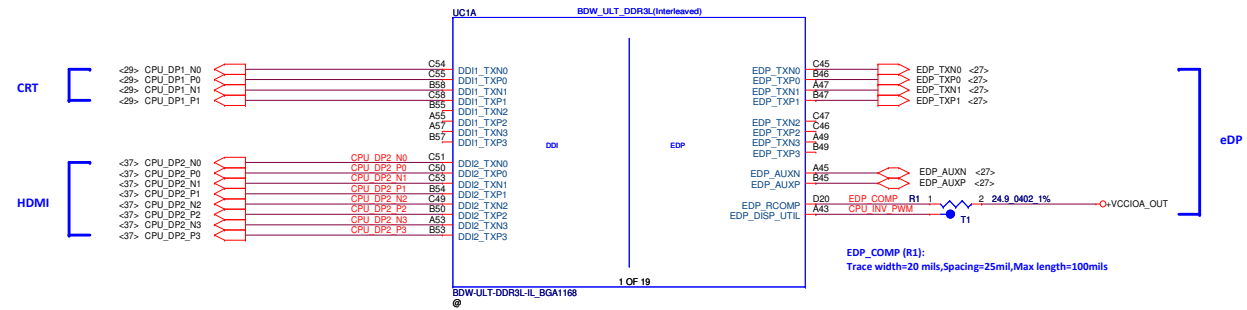 UC1A
BDW_ULT_DDR3L(Interleaved)
CRT
<29> CPU_DP1_N0 C54 DDI1_TXN0
<29> CPU_DP1_P0 C55 DDI1_TXP0
<29> CPU_DP1_N1 B58 DDI1_TXN1
<29> CPU_DP1_P1 C58 DDI1_TXP1
B55 DDI1_TXN2
A55 DDI1_TXP2
A57 DDI1_TXN3
B57 DDI1_TXP3
HDMI
<37> CPU_DP2_N0 CPU_DP2_N0 C51 DDI2_TXN0
<37> CPU_DP2_P0 CPU_DP2_P0 C50 DDI2_TXP0
<37> CPU_DP2_N1 CPU_DP2_N1 C53 DDI2_TXN1
<37> CPU_DP2_P1 CPU_DP2_P1 B54 DDI2_TXP1
<37> CPU_DP2_N2 CPU_DP2_N2 C49 DDI2_TXN2
<37> CPU_DP2_P2 CPU_DP2_P2 B50 DDI2_TXP2
<37> CPU_DP2_N3 CPU_DP2_N3 A53 DDI2_TXN3
<37> CPU_DP2_P3 CPU_DP2_P3 B53 DDI2_TXP3
DDI
EDP
EDP_TXN0 C45 EDP_TXN0 <27>
EDP_TXP0 B46 EDP_TXP0 <27>
EDP_TXN1 A47 EDP_TXN1 <27>
EDP_TXP1 B47 EDP_TXP1 <27>
EDP_TXN2 C47
EDP_TXP2 C46
EDP_TXN3 A49
EDP_TXP3 B49
EDP_AUXN A45 EDP_AUXN <27>
EDP_AUXP B45 EDP_AUXP <27>
EDP_RCOMP D20 EDP_COMP R1 1 2 24.9_0402_1% +VCCIOA_OUT
EDP_DISP_UTIL A43 CPU_INV_PWM T1
eDP
EDP_COMP (R1):
Trace width=20 mils,Spacing=25mil,Max length=100mils
1 OF 19
BDW-ULT-DDR3L-IL_BGA1168
@